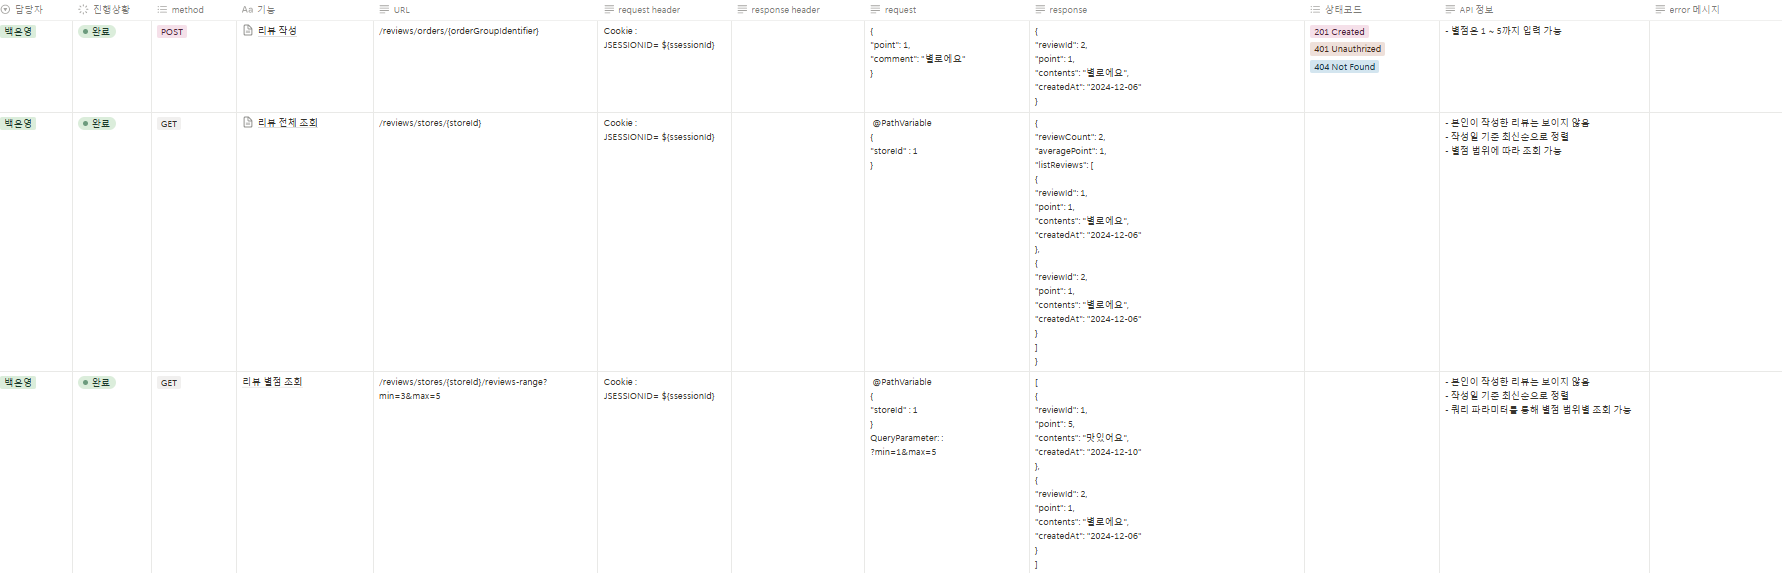 담당자 진행상황 method Aa 기능 URL request header response header request response 상태코드 API 정보 error 메시지
백은영
완료
POST
리뷰 작성
/reviews/orders/{orderGroupIdentifier}
Cookie :
JSESSIONID= ${ssessionId}
{
"point": 1,
"comment": "별로에요"
}
{
"reviewId": 2,
"point": 1,
"contents": "별로에요",
"createdAt": "2024-12-06"
}
201 Created
401 Unauthrized
404 Not Found
- 별점은 1 ~ 5까지 입력 가능
백은영
완료
GET
리뷰 전체 조회
/reviews/stores/{storeId}
Cookie :
JSESSIONID= ${ssessionId}
@PathVariable
{
"storeId" : 1
}
{
"reviewCount": 2,
"averagePoint": 1,
"listReviews": [
{
"reviewId": 1,
"point": 1,
"contents": "별로에요",
"createdAt": "2024-12-06"
},
{
"reviewId": 2,
"point": 1,
"contents": "별로에요",
"createdAt": "2024-12-06"
}
]
}
- 본인이 작성한 리뷰는 보이지 않음
- 작성일 기준 최신순으로 정렬
- 별점 범위에 따라 조회 가능
백은영
완료
GET
리뷰 별점 조회
/reviews/stores/{storeId}/reviews-range?
min=3&max=5
Cookie :
JSESSIONID= ${ssessionId}
@PathVariable
{
"storeId" : 1
}
QueryParameter: :
?min=1&max=5
[
{
"reviewId": 1,
"point": 5,
"contents": "맛있어요",
"createdAt": "2024-12-10"
},
{
"reviewId": 2,
"point": 1,
"contents": "별로에요",
"createdAt": "2024-12-06"
}
]
- 본인이 작성한 리뷰는 보이지 않음
- 작성일 기준 최신순으로 정렬
- 쿼리 파라미터를 통해 별점 범위별 조회 가능